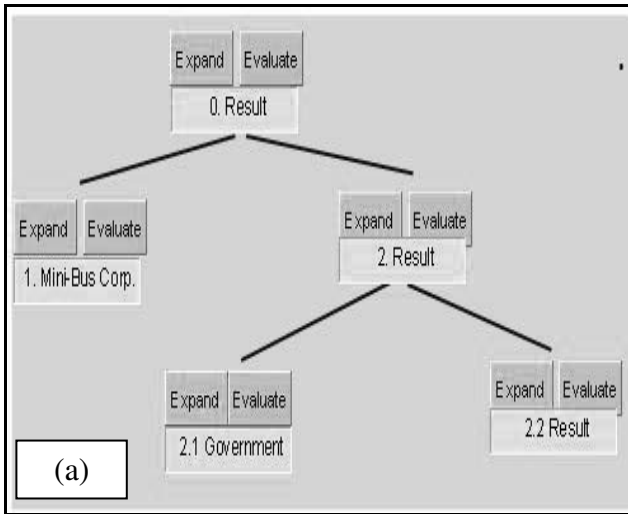 Expand Evaluate
0. Result
Expand Evaluate
1. Mini-Bus Corp.
Expand Evaluate
2. Result
Expand Evaluate
2.1 Government
Expand Evaluate
2.2 Result
(a)